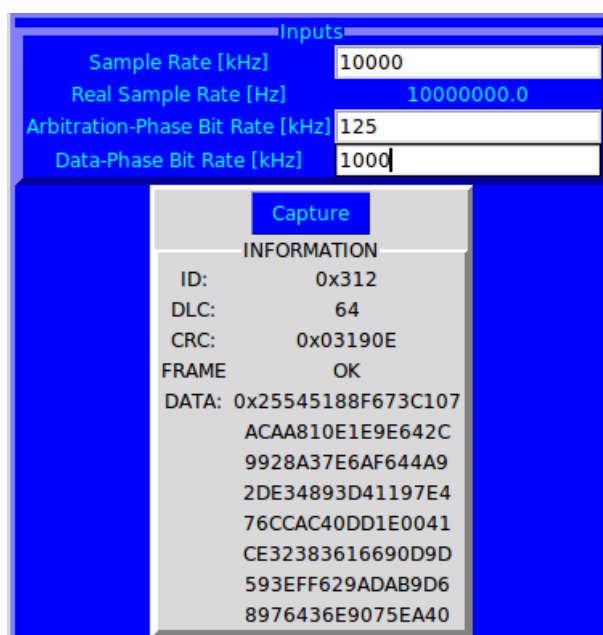 Inputs
Sample Rate [kHz] 10000
Real Sample Rate [Hz] 10000000.0
Arbitration-Phase Bit Rate [kHz] 125
Data-Phase Bit Rate [kHz] 1000
Capture
INFORMATION
ID: 0x312
DLC: 64
CRC: 0x03190E
FRAME OK
DATA: 0x25545188F673C107
ACAA810E1E9E642C
9928A37E6AF644A9
2DE34893D41197E4
76CCAC40DD1E0041
CE32383616690D9D
593EFF629ADAB9D6
8976436E9075EA40